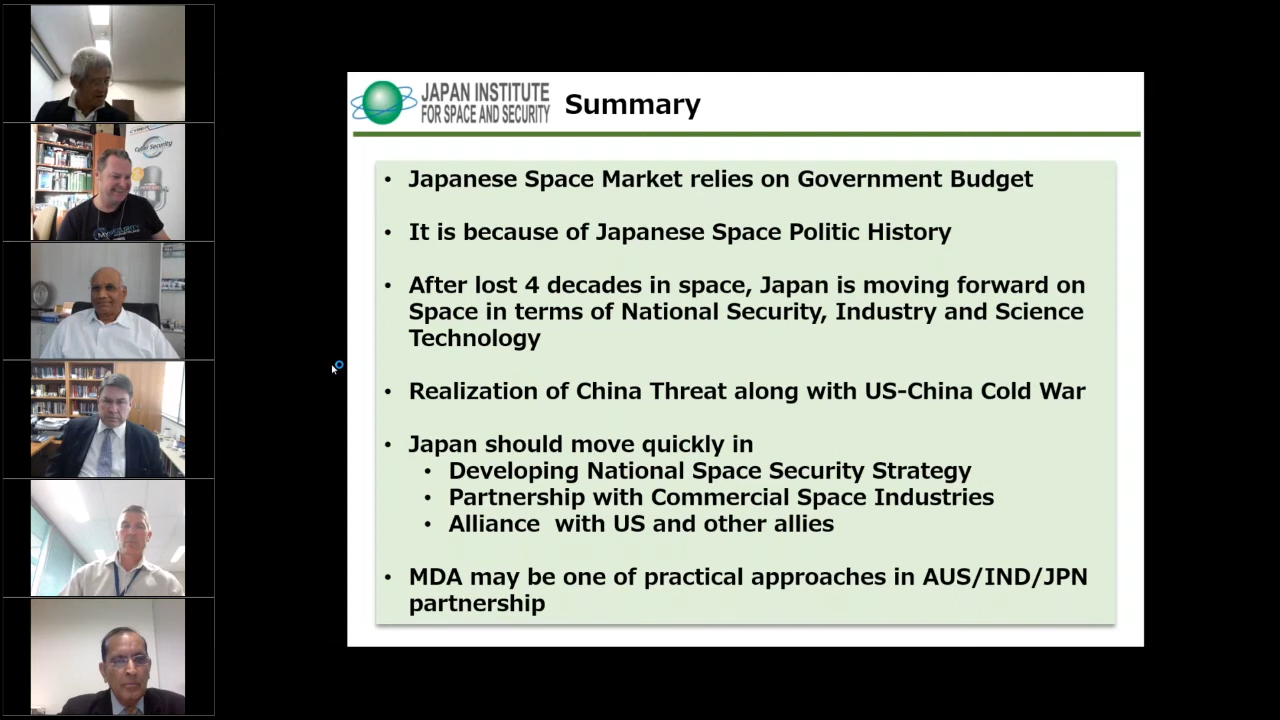 JAPAN INSTITUTE
FOR SPACE AND SECURITY
Summary
• Japanese Space Market relies on Government Budget
• It is because of Japanese Space Politic History
• After lost 4 decades in space, Japan is moving forward on
Space in terms of National Security, Industry and Science
Technology
• Realization of China Threat along with US-China Cold War
• Japan should move quickly in
• Developing National Space Security Strategy
• Partnership with Commercial Space Industries
• Alliance with US and other allies
• MDA may be one of practical approaches in AUS/IND/JPN
partnership
Cyber Security